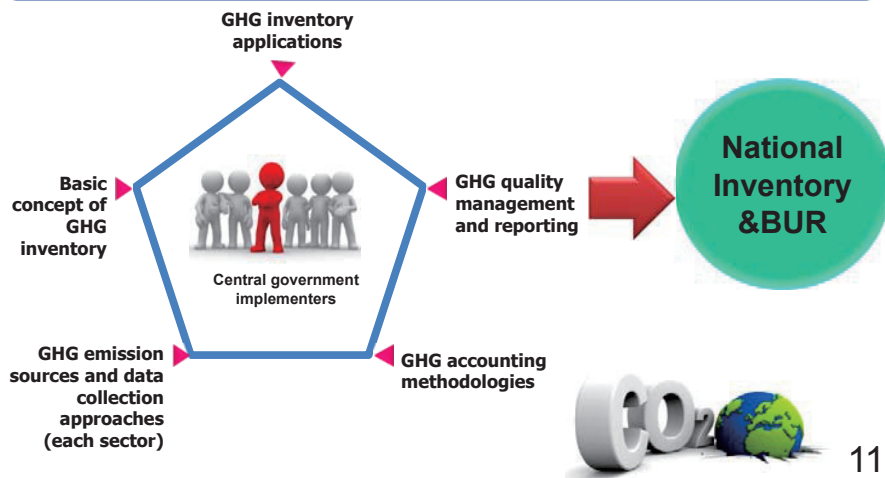 GHG inventory
applications
Basic
concept of
GHG
inventory
GHG quality
management
and reporting
National
Inventory
&BUR
Central government
implementers
GHG emission
sources and data
collection
approaches
(each sector)
GHG accounting
methodologies
CO2
11